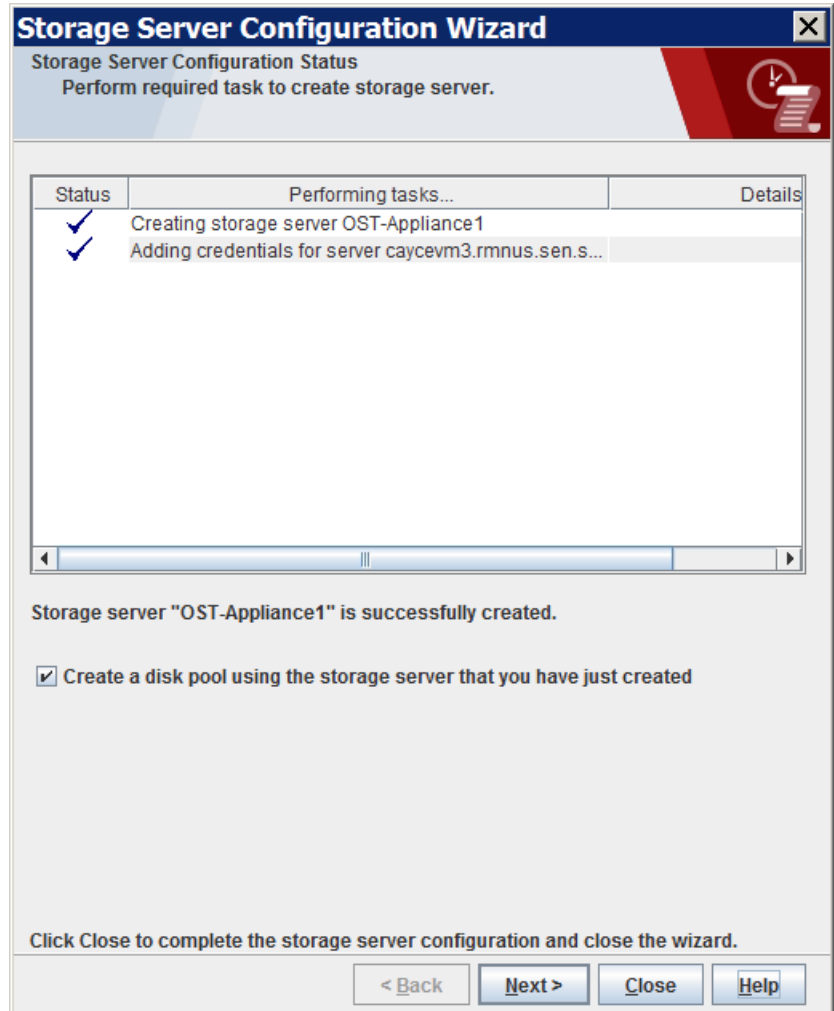 Storage Server Configuration Wizard
Storage Server Configuration Status
Perform required task to create storage server.
Status Performing tasks... Details
Creating storage server OST-Appliance1
Adding credentials for server caycevm3.rmnus.sen.s...
Storage server "OST-Appliance1" is successfully created.
Create a disk pool using the storage server that you have just created
Click Close to complete the storage server configuration and close the wizard.
< Back Next > Close Help